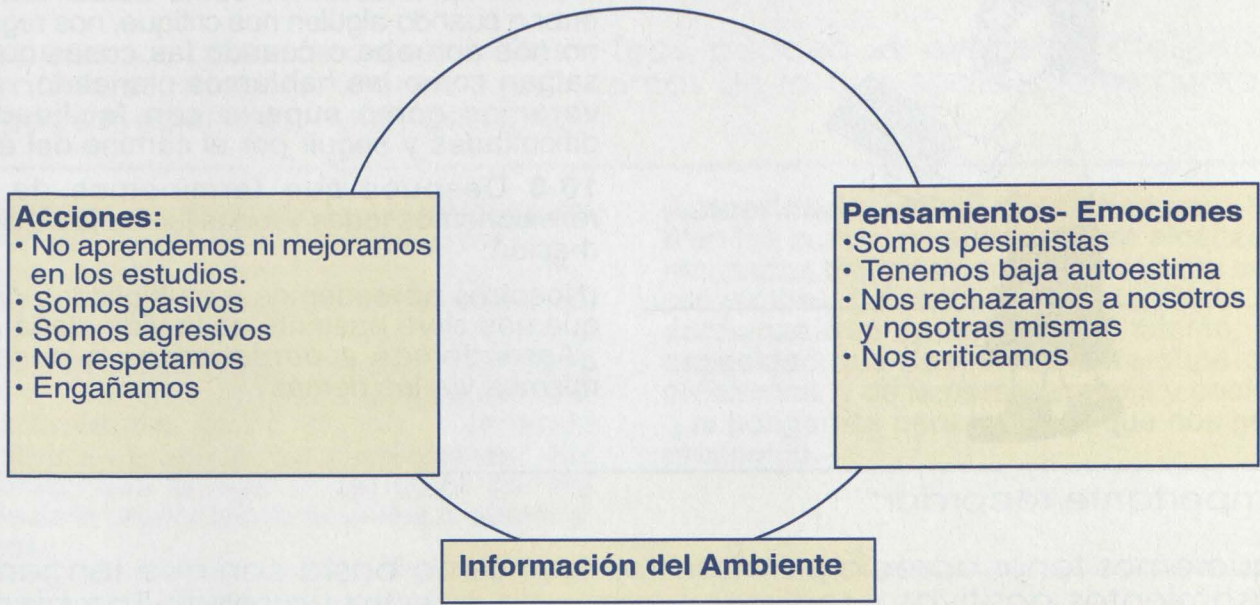 Acciones:
· No aprendemos ni mejoramos
en los estudios.
· Somos pasivos
· Somos agresivos
· No respetamos
· Engañamos
Pensamientos- Emociones
·Somos pesimistas
· Tenemos baja autoestima
· Nos rechazamos a nosotros
y nosotras mismas
· Nos criticamos
Información del Ambiente